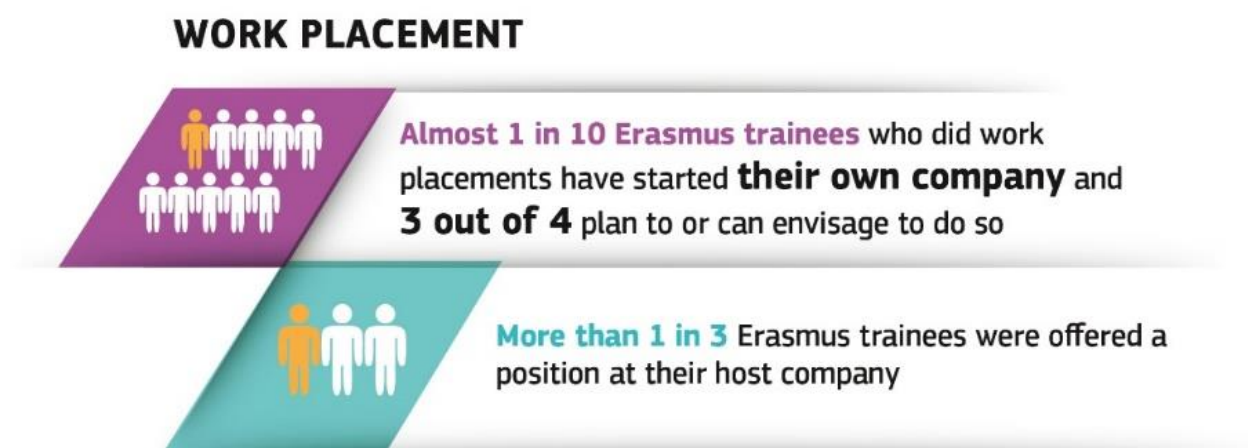 WORK PLACEMENT
Almost 1 in 10 Erasmus trainees who did work
placements have started their own company and
3 out of 4 plan to or can envisage to do so
More than 1 in 3 Erasmus trainees were offered a
position at their host company